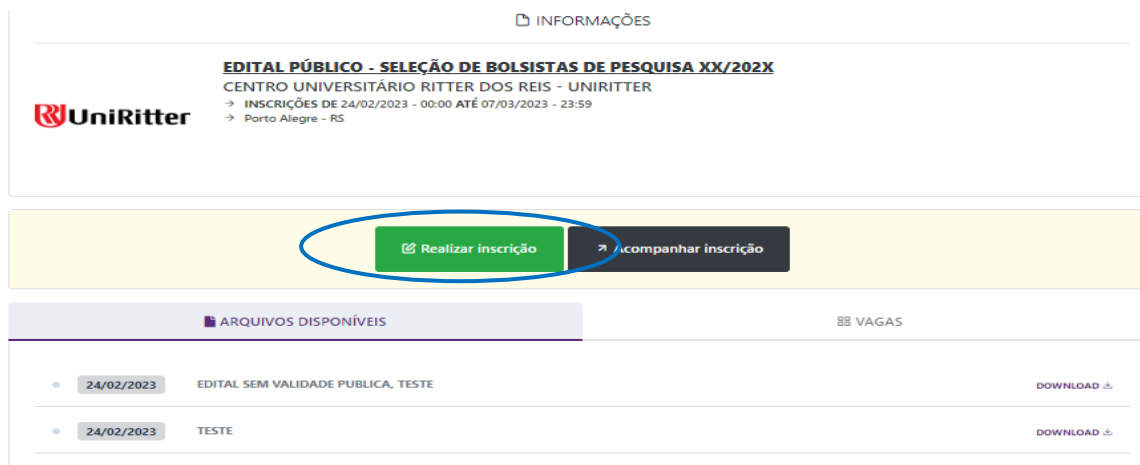 INFORMAÇÕES
EDITAL PÚBLICO - SELEÇÃO DE BOLSISTAS DE PESQUISA XX/202X
CENTRO UNIVERSITÁRIO RITTER DOS REIS - UNIRITTER
→ INSCRIÇÕES DE 24/02/2023 - 00:00 ATÉ 07/03/2023 - 23:59
→ Porto Alegre - RS
UniRitter
Realizar inscrição
Acompanhar inscrição
ARQUIVOS DISPONÍVEIS
VAGAS
24/02/2023 EDITAL SEM VALIDADE PUBLICA, TESTE DOWNLOAD
24/02/2023 TESTE DOWNLOAD